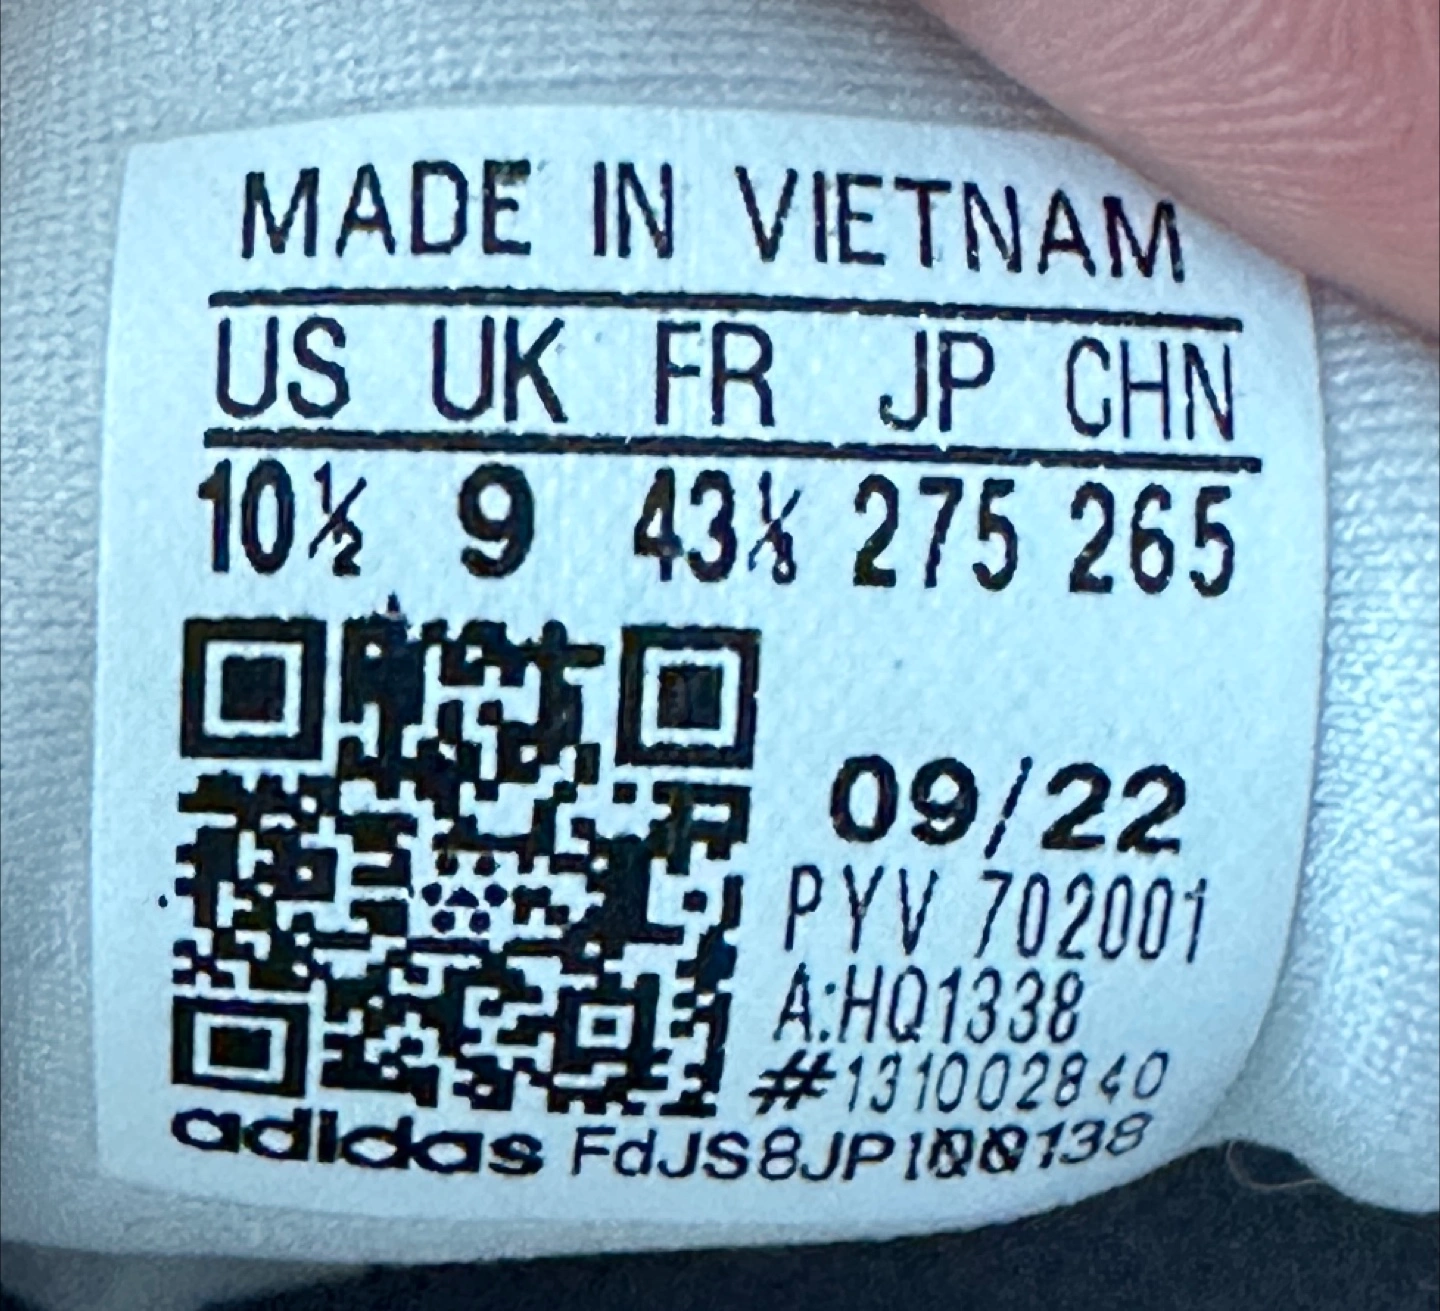 MADE IN VIETNAM
US UK FR JP CHN
10½ 9 43⅓ 275 265
09/22
PYV 702001
A:HQ1338
#131002840
adidas FdJS8JP100138